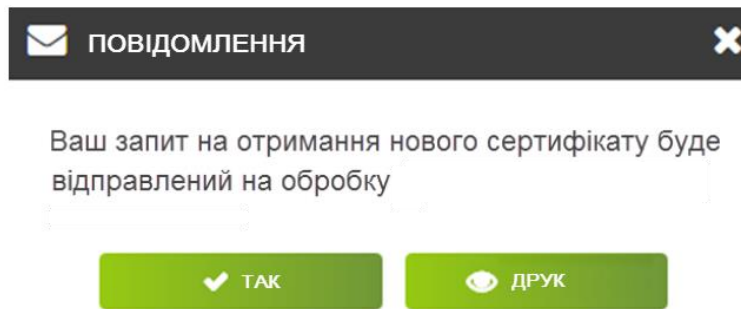 ПОВІДОМЛЕННЯ
Ваш запит на отримання нового сертифікату буде
відправлений на обробку
ТАК
ДРУК